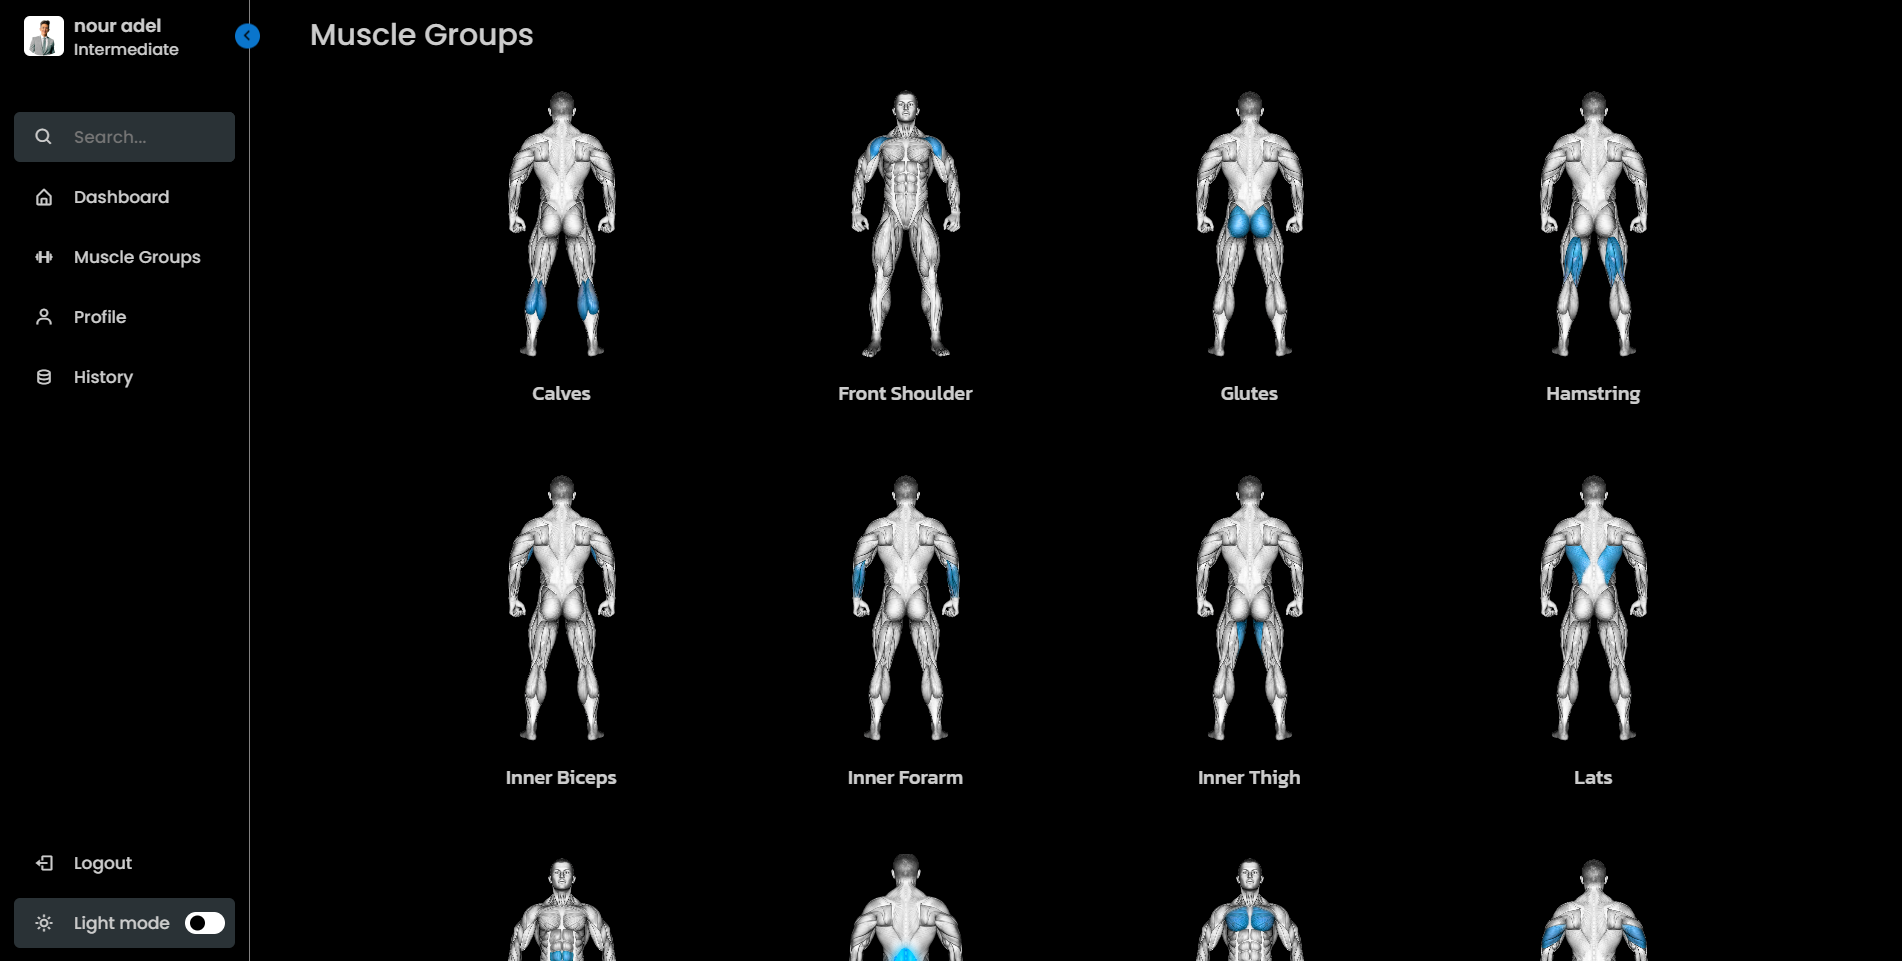 nour adel
Intermediate
Search...
Dashboard
Muscle Groups
Profile
History
Logout
Light mode
Muscle Groups
Calves
Front Shoulder
Glutes
Hamstring
Inner Biceps
Inner Forarm
Inner Thigh
Lats